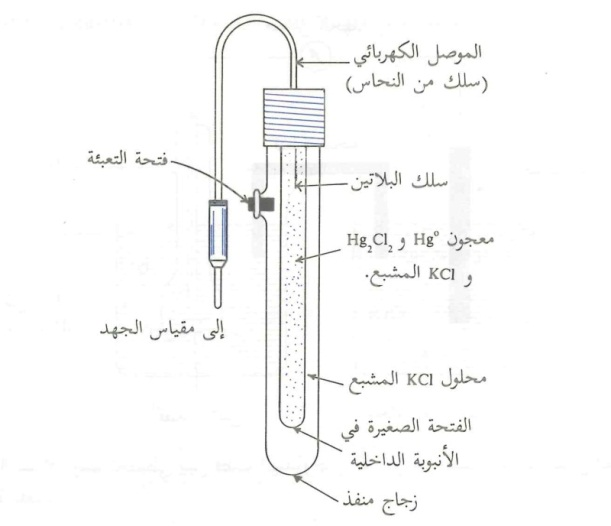 الموصل الكهربائي
(سلك من النحاس)
فتحة التعبئة
سلك البلاتين
معجون Hg° و Hg₂Cl₂
و KCl المشبع.
إلى مقياس الجهد
محلول KCl المشبع
الفتحة الصغيرة في
الأنبوبة الداخلية
زجاج منفذ